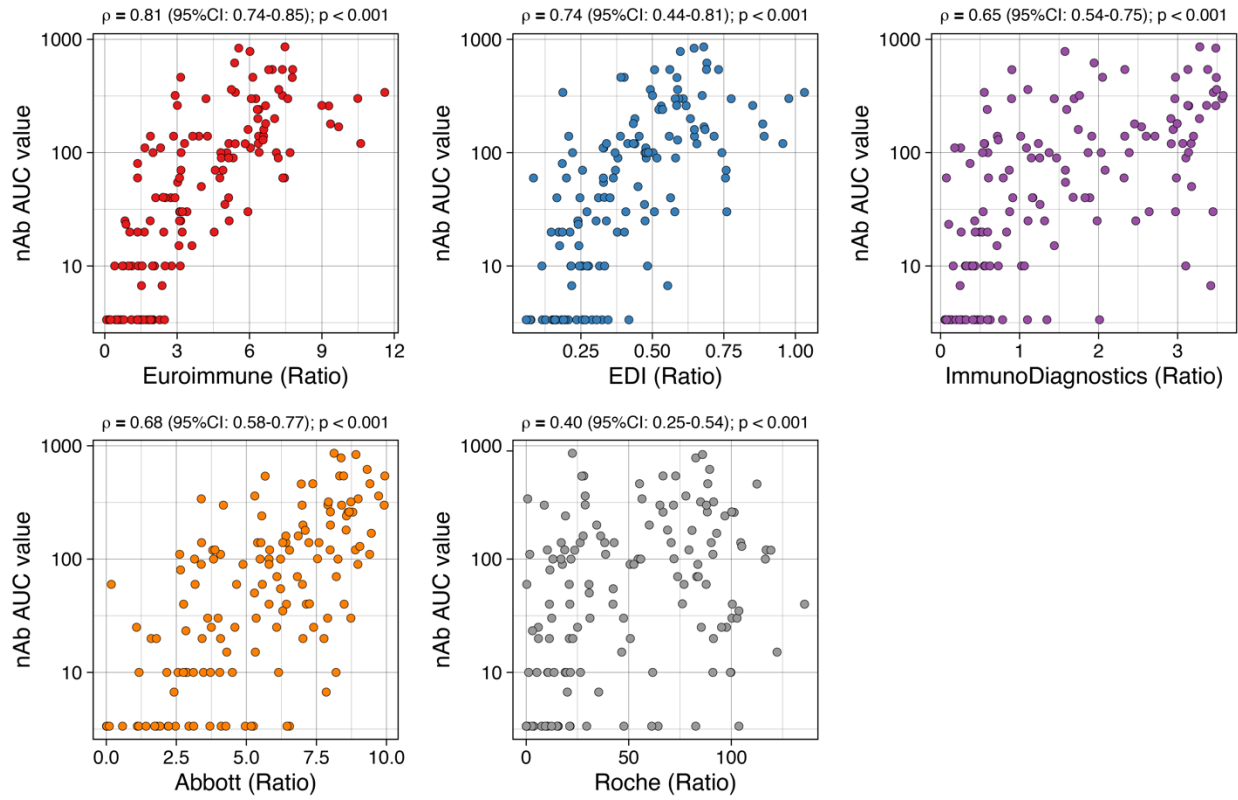 ρ = 0.81 (95%CI: 0.74-0.85); p < 0.001
nAb AUC value
1000
100
10
0 3 6 9 12
Euroimmune (Ratio)
ρ = 0.74 (95%CI: 0.44-0.81); p < 0.001
nAb AUC value
1000
100
10
0.25 0.50 0.75 1.00
EDI (Ratio)
ρ = 0.65 (95%CI: 0.54-0.75); p < 0.001
nAb AUC value
1000
100
10
0 1 2 3
ImmunoDiagnostics (Ratio)
ρ = 0.68 (95%CI: 0.58-0.77); p < 0.001
nAb AUC value
1000
100
10
0.0 2.5 5.0 7.5 10.0
Abbott (Ratio)
ρ = 0.40 (95%CI: 0.25-0.54); p < 0.001
nAb AUC value
1000
100
10
0 50 100
Roche (Ratio)